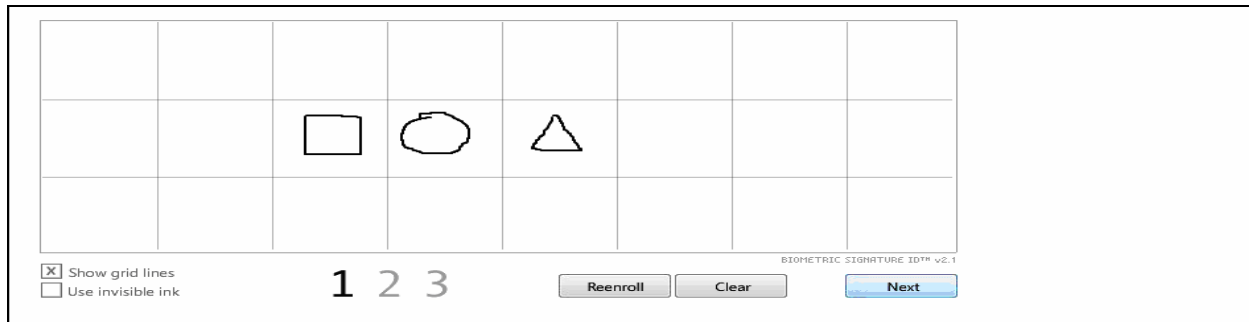 BIOMETRIC SIGNATURE ID™ v2.1
X Show grid lines
Use invisible ink
1 2 3
Reenroll Clear Next